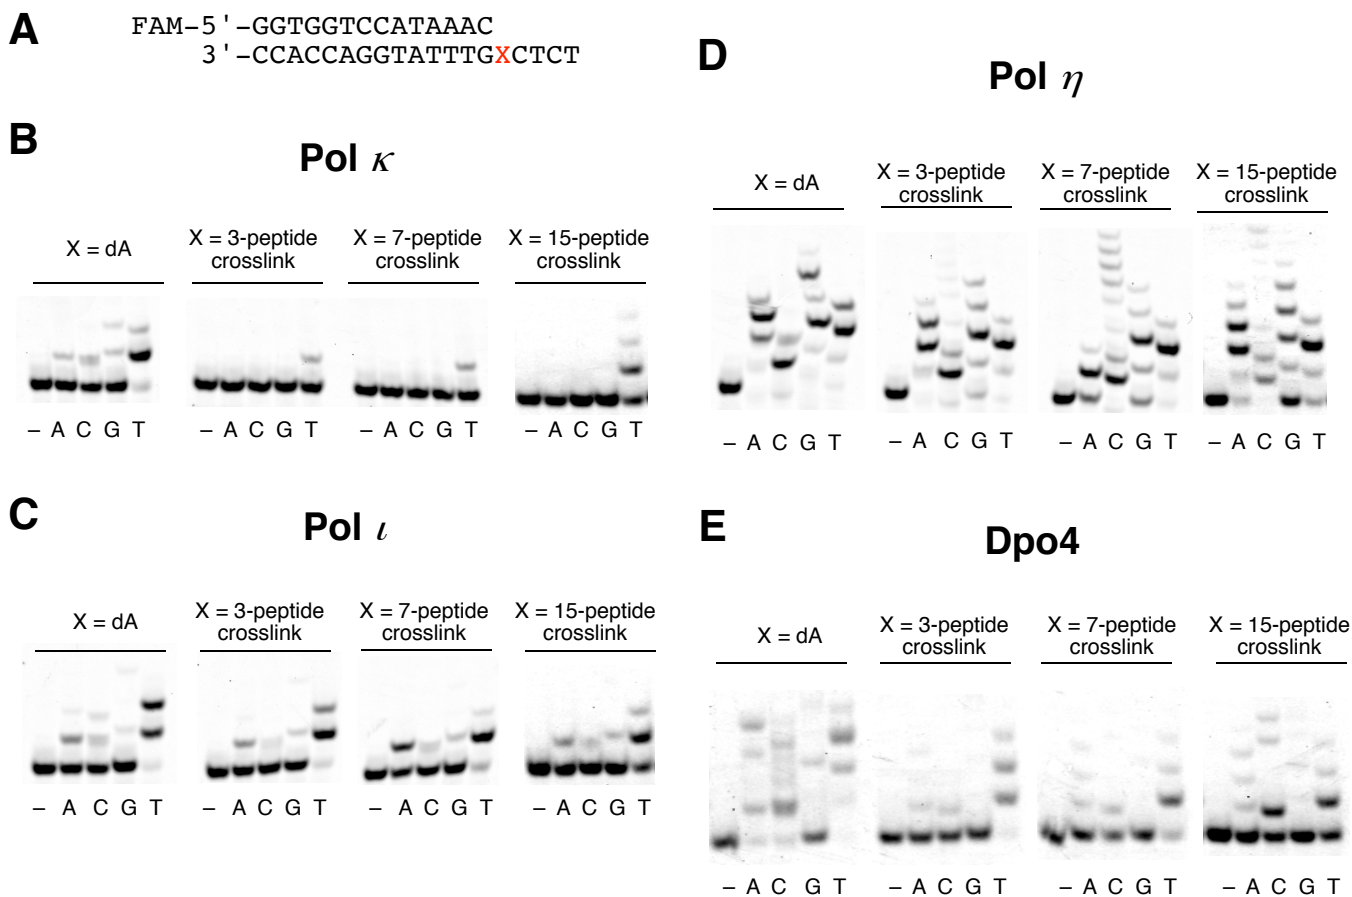 A
FAM-5'-GGTGGTCCATAAAC
3'-CCACCAGGTATTTGXCTCT
B
Pol κ
X = dA
X = 3-peptide
crosslink
X = 7-peptide
crosslink
X = 15-peptide
crosslink
– A C G T
– A C G T
– A C G T
– A C G T
C
Pol ι
X = dA
X = 3-peptide
crosslink
X = 7-peptide
crosslink
X = 15-peptide
crosslink
– A C G T
– A C G T
– A C G T
– A C G T
D
Pol η
X = dA
X = 3-peptide
crosslink
X = 7-peptide
crosslink
X = 15-peptide
crosslink
– A C G T
– A C G T
– A C G T
– A C G T
E
Dpo4
X = dA
X = 3-peptide
crosslink
X = 7-peptide
crosslink
X = 15-peptide
crosslink
– A C G T
– A C G T
– A C G T
– A C G T